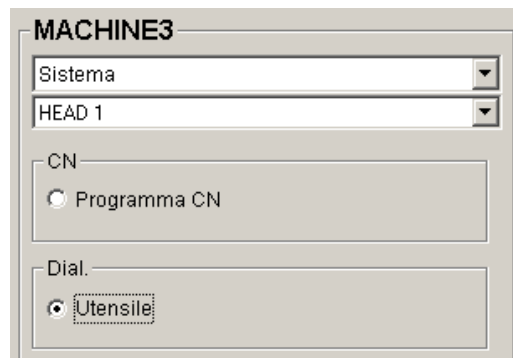 MACHINE3
Sistema
HEAD 1
CN
Programma CN
Dial.
Utensile